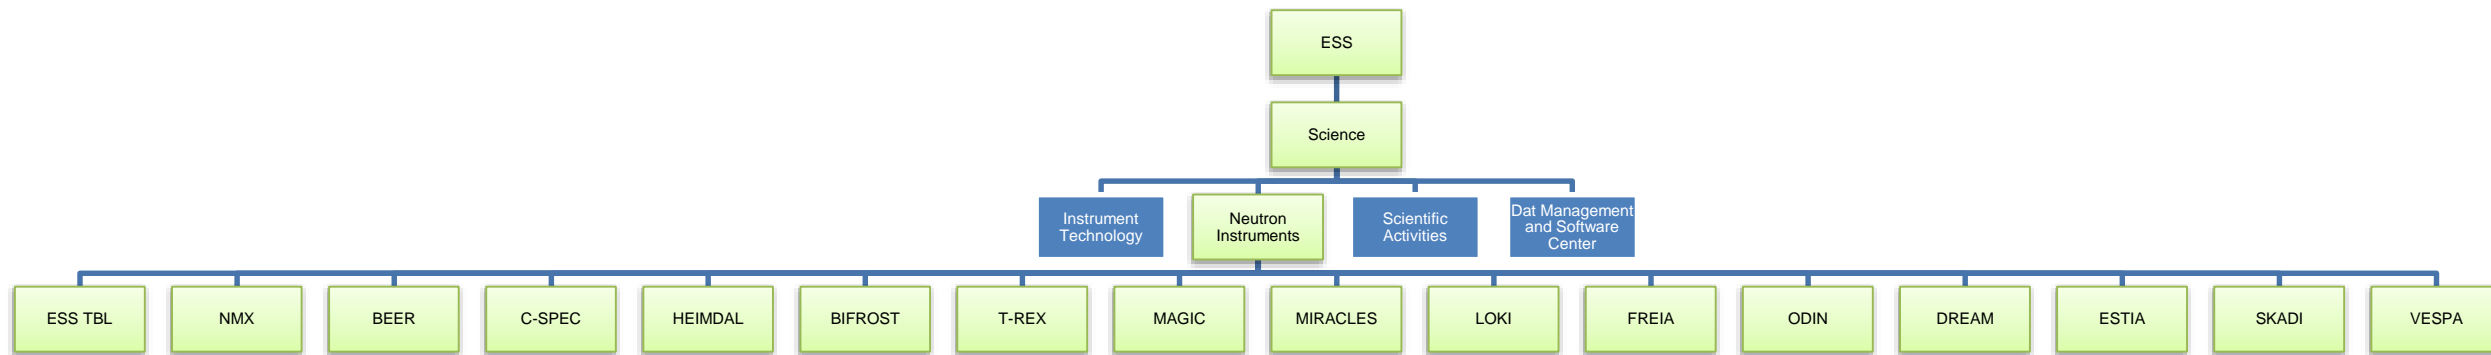 ESS
Science
Instrument
Technology
Neutron
Instruments
Scientific
Activities
Dat Management
and Software
Center
ESS TBL
NMX
BEER
C-SPEC
HEIMDAL
BIFROST
T-REX
MAGIC
MIRACLES
LOKI
FREIA
ODIN
DREAM
ESTIA
SKADI
VESPA